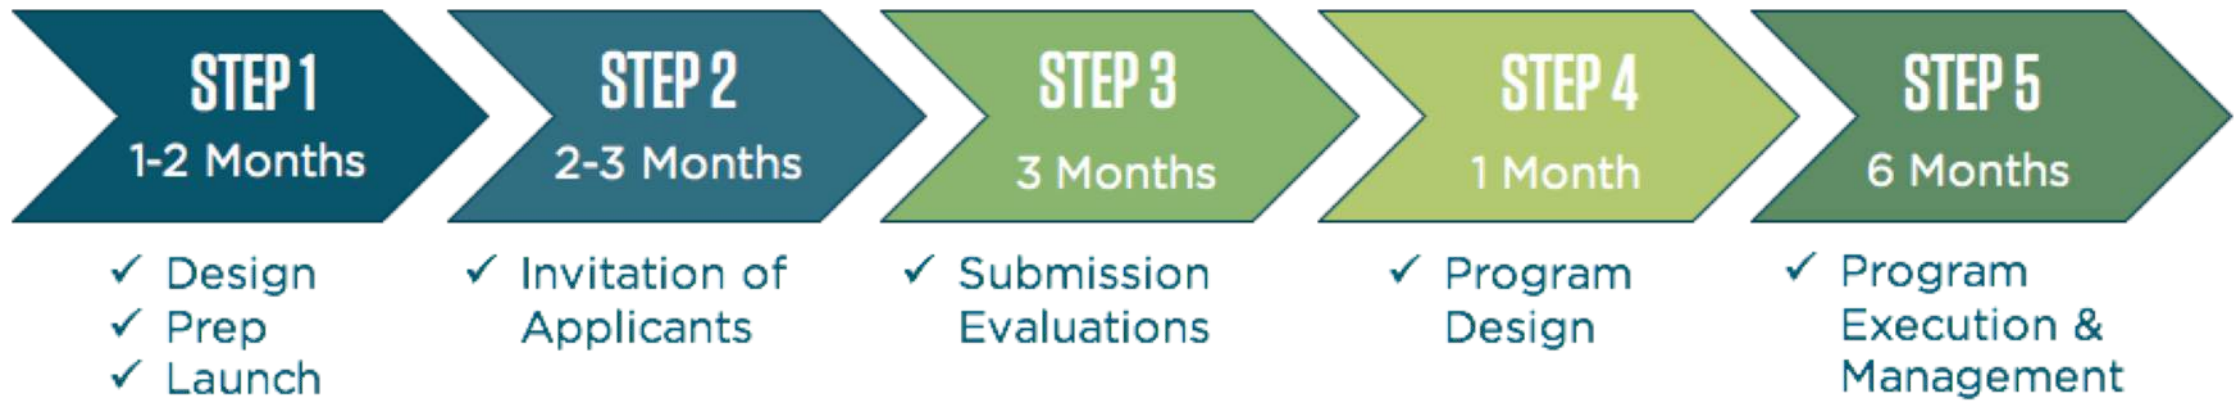 STEP 1
1-2 Months
✓ Design
✓ Prep
✓ Launch
STEP 2
2-3 Months
✓ Invitation of
Applicants
STEP 3
3 Months
✓ Submission
Evaluations
STEP 4
1 Month
✓ Program
Design
STEP 5
6 Months
✓ Program
Execution &
Management